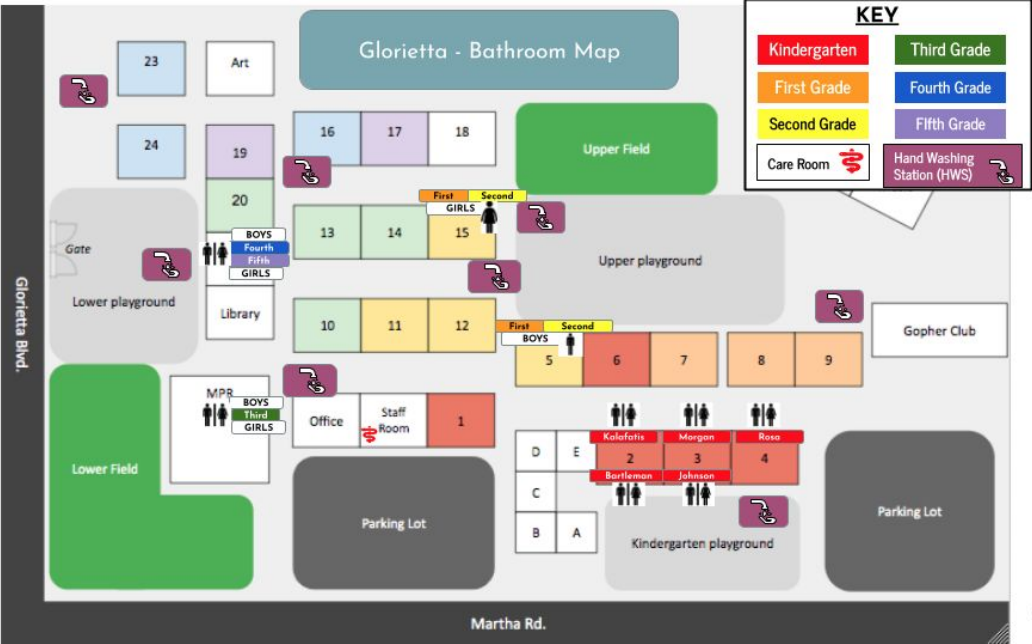 Glorietta - Bathroom Map
KEY
Kindergarten
Third Grade
First Grade
Fourth Grade
Second Grade
FIfth Grade
Care Room
Hand Washing
Station (HWS)
23
Art
24
19
16
17
18
Upper Field
20
First
Second
GIRLS
13
14
15
BOYS
Fourth
Fifth
GIRLS
Gate
Lower playground
Upper playground
Library
10
11
12
First
Second
BOYS
5
6
7
8
9
Gopher Club
Glorietta Blvd.
MPR
BOYS
Third
GIRLS
Office
Staff
Room
1
Kalafatis
Morgan
Rosa
2
3
4
Bartleman
Johnson
D
E
C
B
A
Lower Field
Parking Lot
Kindergarten playground
Parking Lot
Martha Rd.